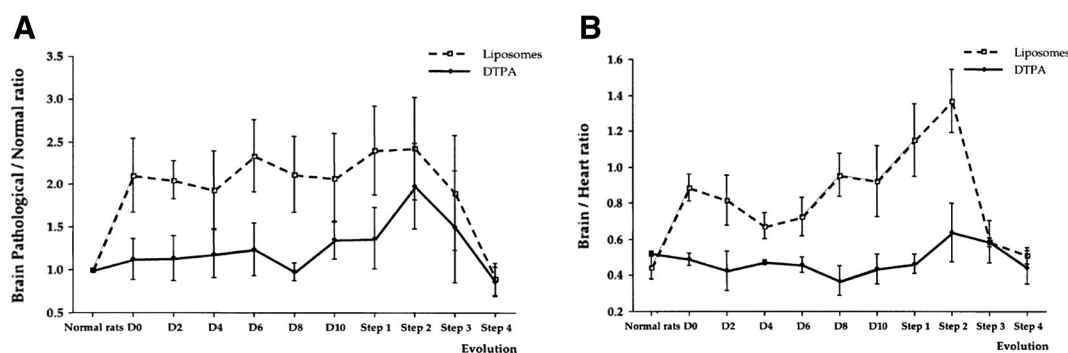 A
Liposomes
DTPA
Brain Pathological / Normal ratio
3.5
3.0
2.5
2.0
1.5
1.0
0.5
Normal rats D0 D2 D4 D6 D8 D10 Step 1 Step 2 Step 3 Step 4
Evolution
B
Liposomes
DTPA
Brain / Heart ratio
1.6
1.4
1.2
1.0
0.8
0.6
0.4
0.2
Normal rats D0 D2 D4 D6 D8 D10 Step 1 Step 2 Step 3 Step 4
Evolution